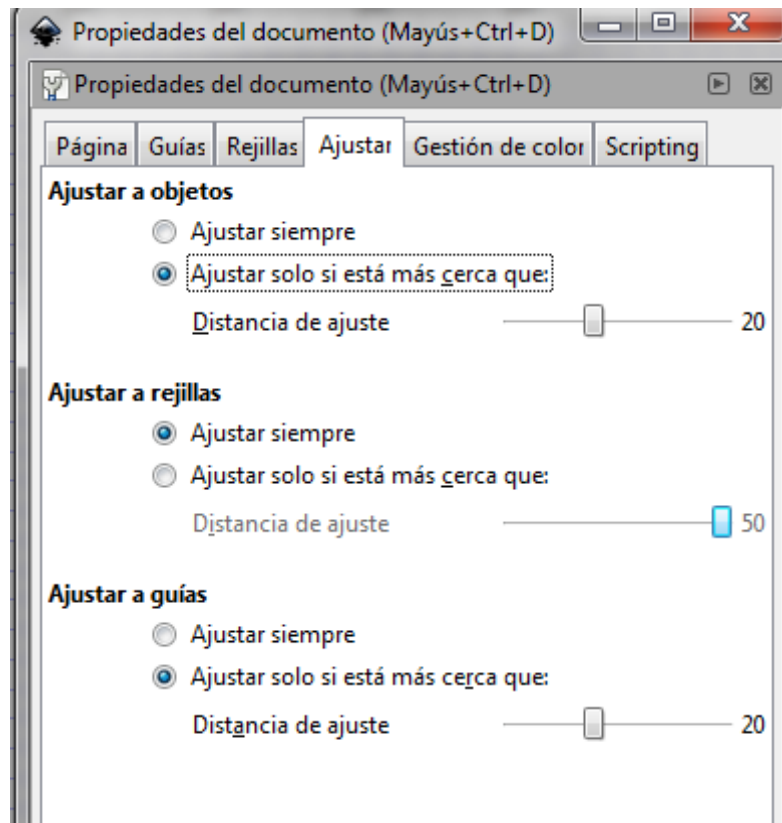 Propiedades del documento (Mayús+Ctrl+D)
Propiedades del documento (Mayús+Ctrl+D)
Página Guías Rejillas Ajustar Gestión de color Scripting
Ajustar a objetos
Ajustar siempre
Ajustar solo si está más cerca que:
Distancia de ajuste 20
Ajustar a rejillas
Ajustar siempre
Ajustar solo si está más cerca que:
Distancia de ajuste 50
Ajustar a guías
Ajustar siempre
Ajustar solo si está más cerca que:
Distancia de ajuste 20